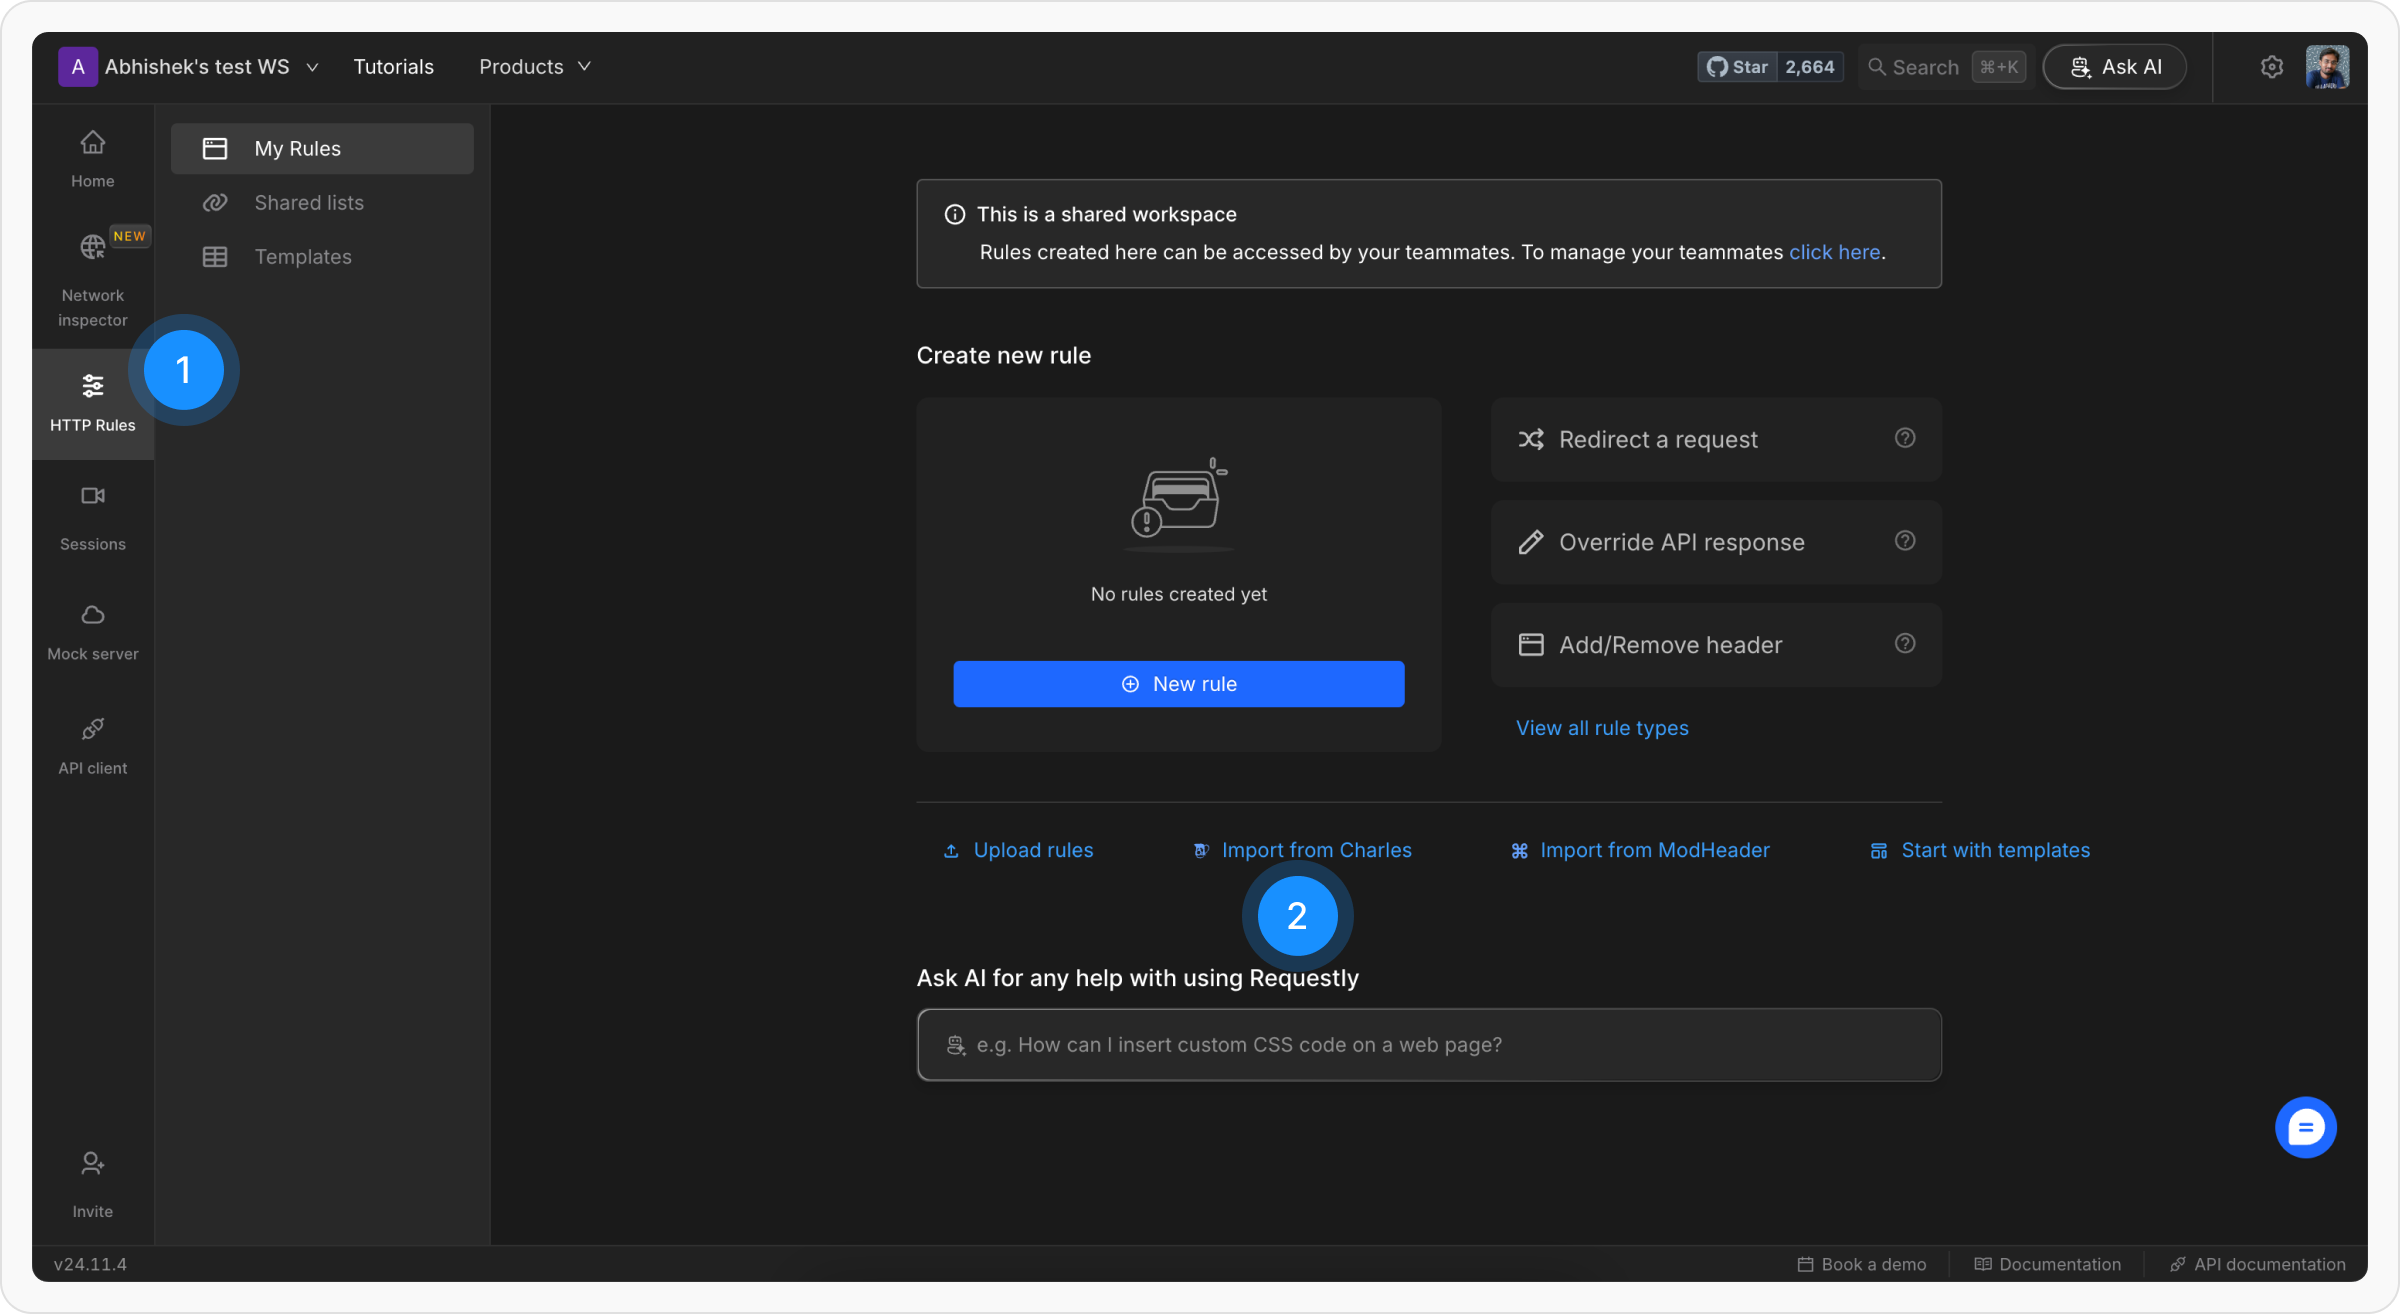 A Abhishek's test WS Tutorials Products Star 2,664 Search ⌘+K Ask AI
Home
NEW
Network
inspector
HTTP Rules
1
Sessions
Mock server
API client
Invite
My Rules
Shared lists
Templates
This is a shared workspace
Rules created here can be accessed by your teammates. To manage your teammates click here.
Create new rule
No rules created yet
New rule
Redirect a request
Override API response
Add/Remove header
View all rule types
Upload rules Import from Charles Import from ModHeader Start with templates
2
Ask AI for any help with using Requestly
e.g. How can I insert custom CSS code on a web page?
v24.11.4 Book a demo Documentation API documentation